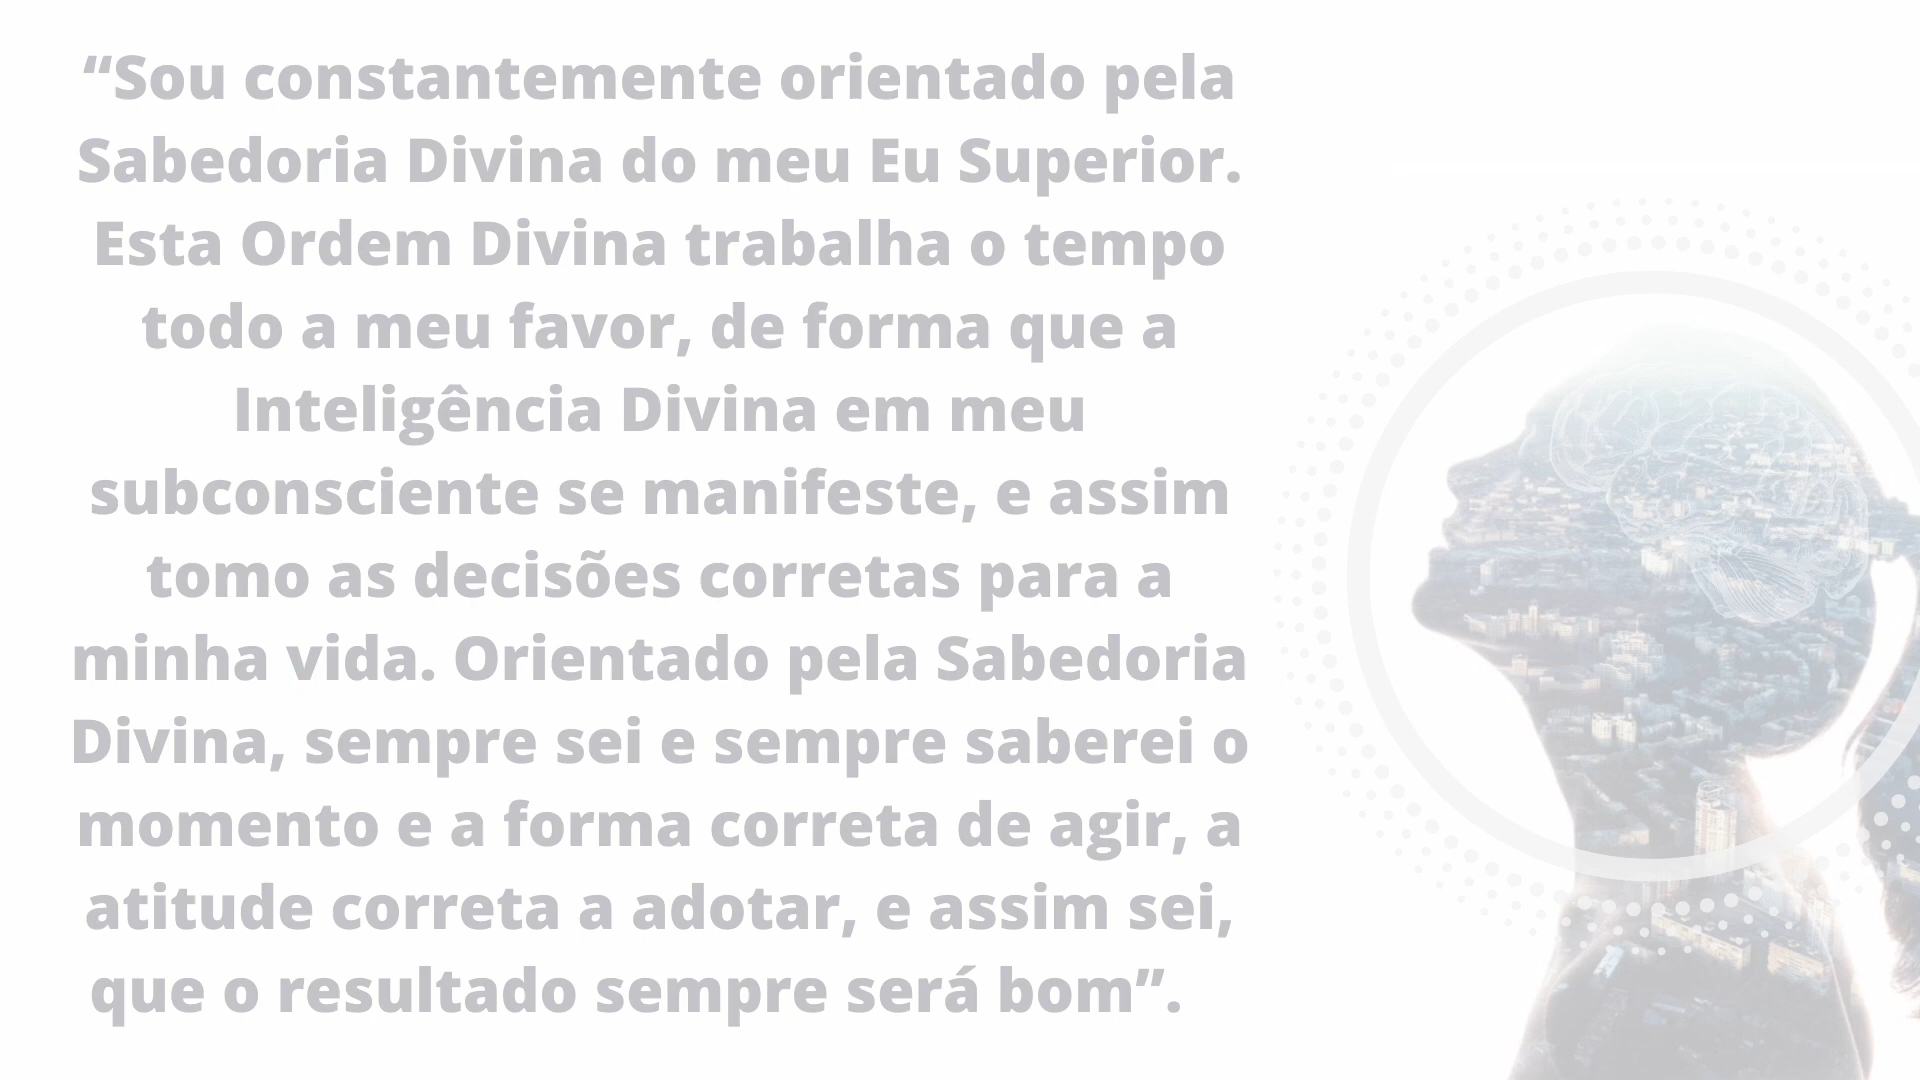 “Sou constantemente orientado pela
Sabedoria Divina do meu Eu Superior.
Esta Ordem Divina trabalha o tempo
todo a meu favor, de forma que a
Inteligência Divina em meu
subconsciente se manifeste, e assim
tomo as decisões corretas para a
minha vida. Orientado pela Sabedoria
Divina, sempre sei e sempre saberei o
momento e a forma correta de agir, a
atitude correta a adotar, e assim sei,
que o resultado sempre será bom”.